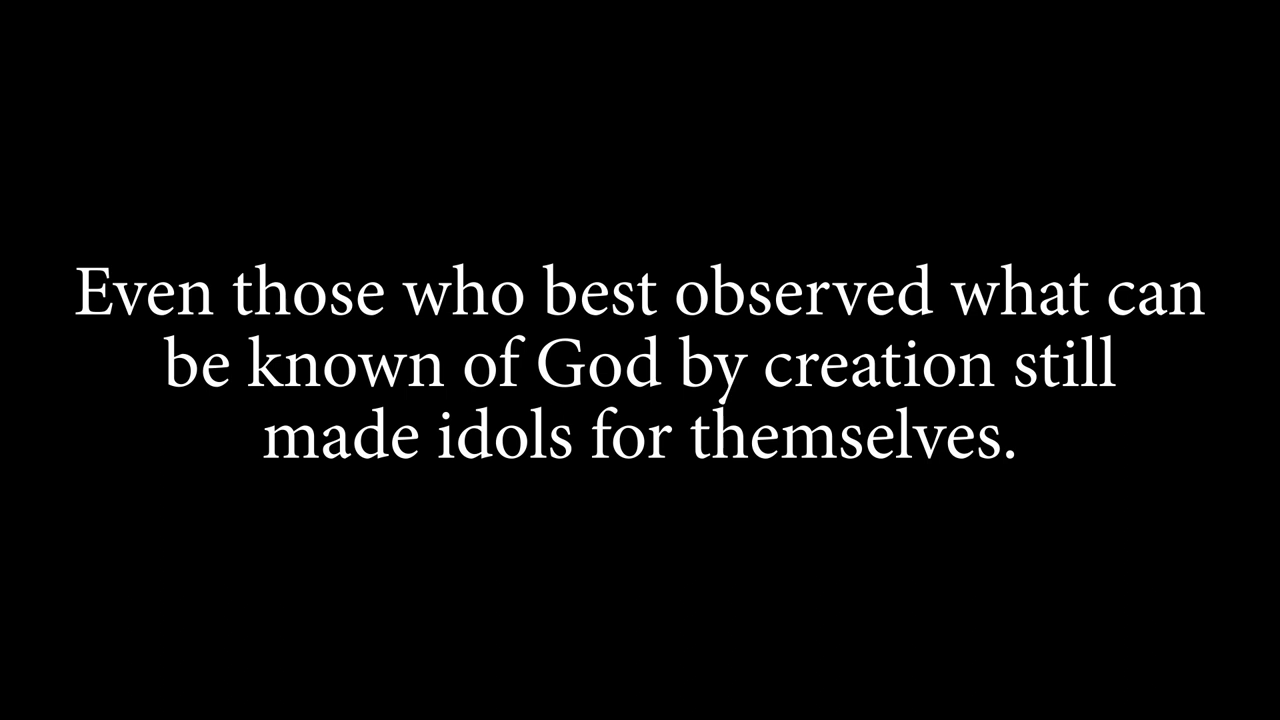 Even those who best observed what can
be known of God by creation still
made idols for themselves.